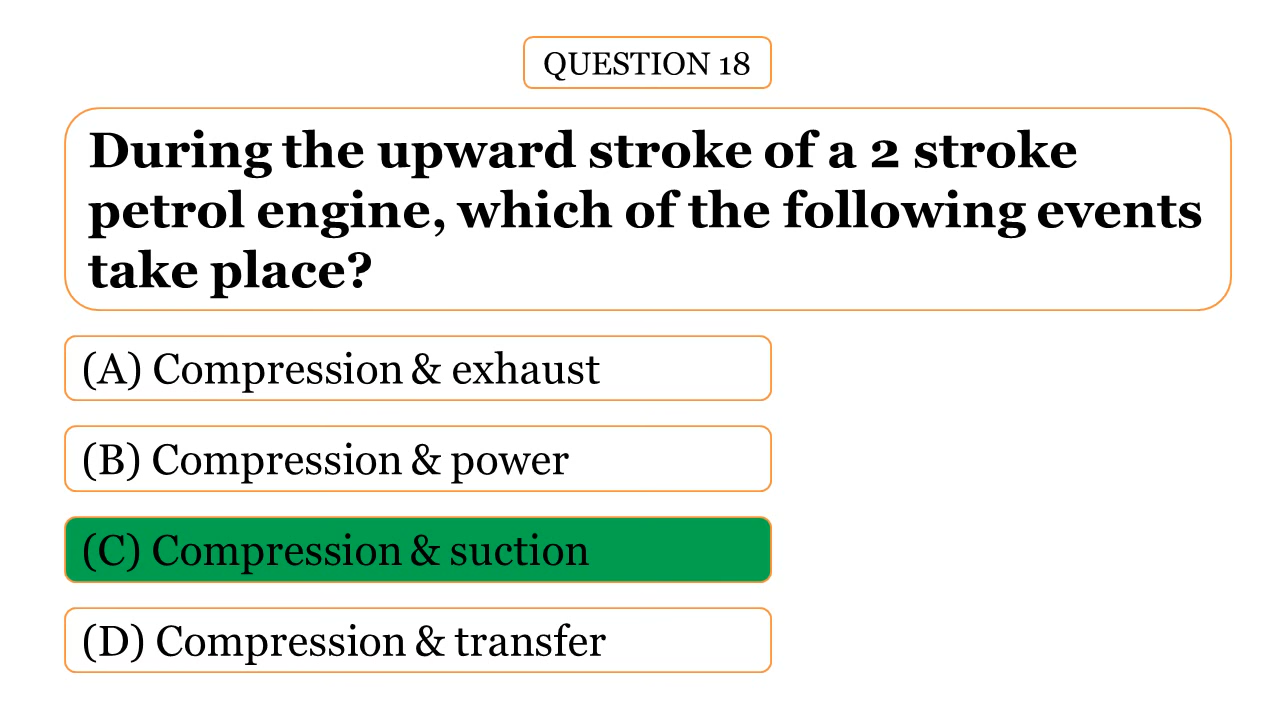 QUESTION 18
During the upward stroke of a 2 stroke
petrol engine, which of the following events
take place?
(A) Compression & exhaust
(B) Compression & power
(C) Compression & suction
(D) Compression & transfer